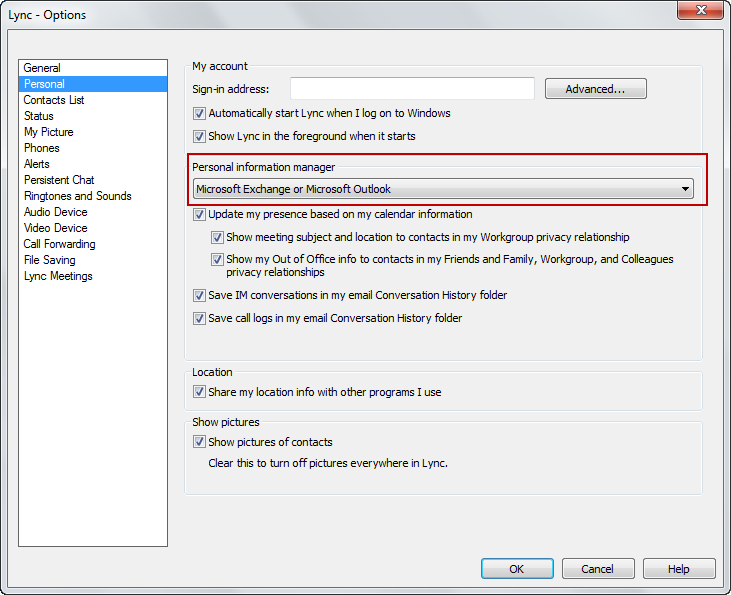 Lync - Options
General
Personal
Contacts List
Status
My Picture
Phones
Alerts
Persistent Chat
Ringtones and Sounds
Audio Device
Video Device
Call Forwarding
File Saving
Lync Meetings
My account
Sign-in address:
Advanced...
Automatically start Lync when I log on to Windows
Show Lync in the foreground when it starts
Personal information manager
Microsoft Exchange or Microsoft Outlook
Update my presence based on my calendar information
Show meeting subject and location to contacts in my Workgroup privacy relationship
Show my Out of Office info to contacts in my Friends and Family, Workgroup, and Colleagues
privacy relationships
Save IM conversations in my email Conversation History folder
Save call logs in my email Conversation History folder
Location
Share my location info with other programs I use
Show pictures
Show pictures of contacts
Clear this to turn off pictures everywhere in Lync.
OK
Cancel
Help